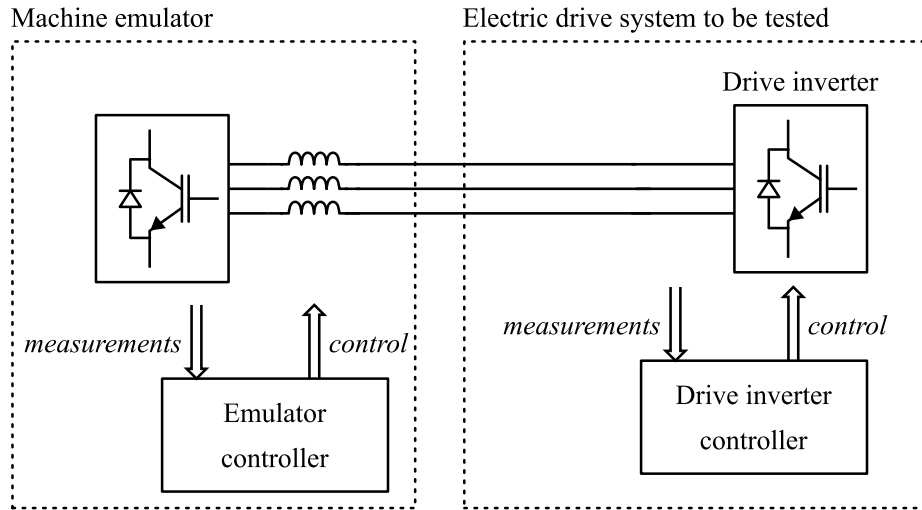 Machine emulator
Electric drive system to be tested
Drive inverter
measurements
control
measurements
control
Emulator
controller
Drive inverter
controller